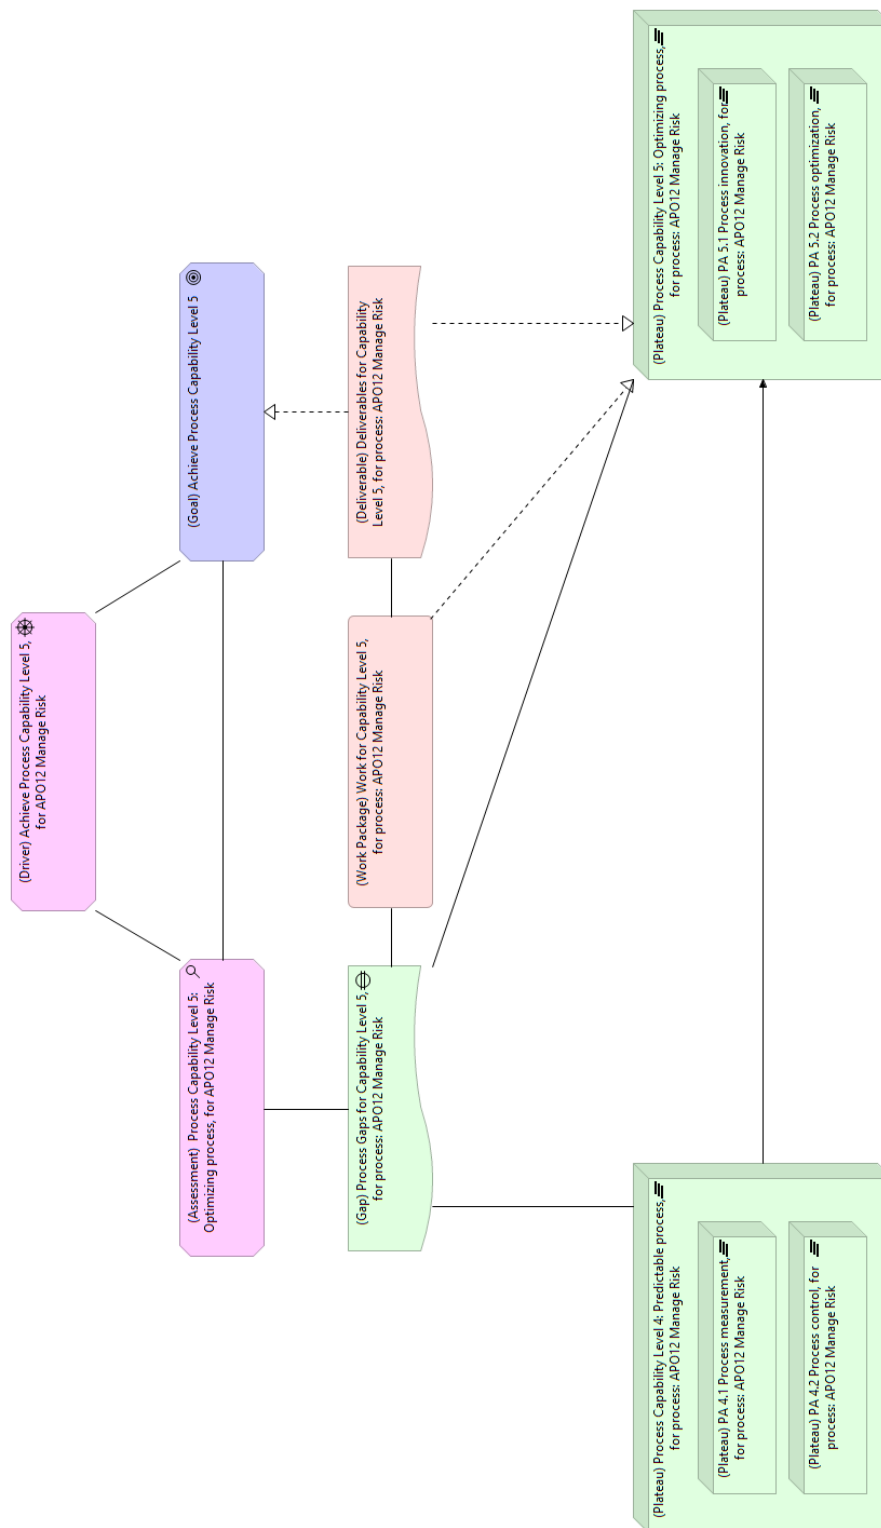 (Driver) Achieve Process Capability Level 5,
for APO12 Manage Risk
(Assessment) Process Capability Level 5:
Optimizing process, for APO12 Manage Risk
(Goal) Achieve Process Capability Level 5
(Gap) Process Gaps for Capability Level 5,
for process: APO12 Manage Risk
(Work Package) Work for Capability Level 5,
for process: APO12 Manage Risk
(Deliverable) Deliverables for Capability
Level 5, for process: APO12 Manage Risk
(Plateau) Process Capability Level 4: Predictable process,
for process: APO12 Manage Risk
(Plateau) PA 4.1 Process measurement,
for process: APO12 Manage Risk
(Plateau) PA 4.2 Process control, for
process: APO12 Manage Risk
(Plateau) Process Capability Level 5: Optimizing process,
for process: APO12 Manage Risk
(Plateau) PA 5.1 Process innovation, for
process: APO12 Manage Risk
(Plateau) PA 5.2 Process optimization,
for process: APO12 Manage Risk